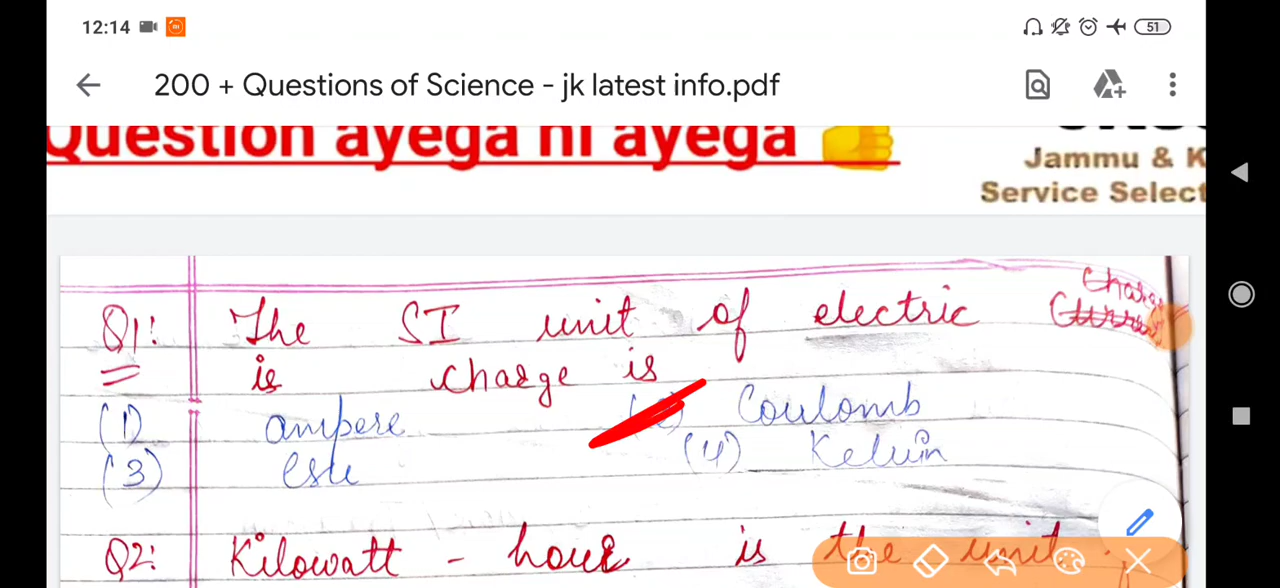 12:14
51
200 + Questions of Science - jk latest info.pdf
Question ayega ni ayega
Jammu & K
Service Select
Charge
Q1: The SI unit of electric
is charge is
(1) ampere Coulomb
(3) esu (4) Kelvin
Q2: Kilowatt - hour is the unit